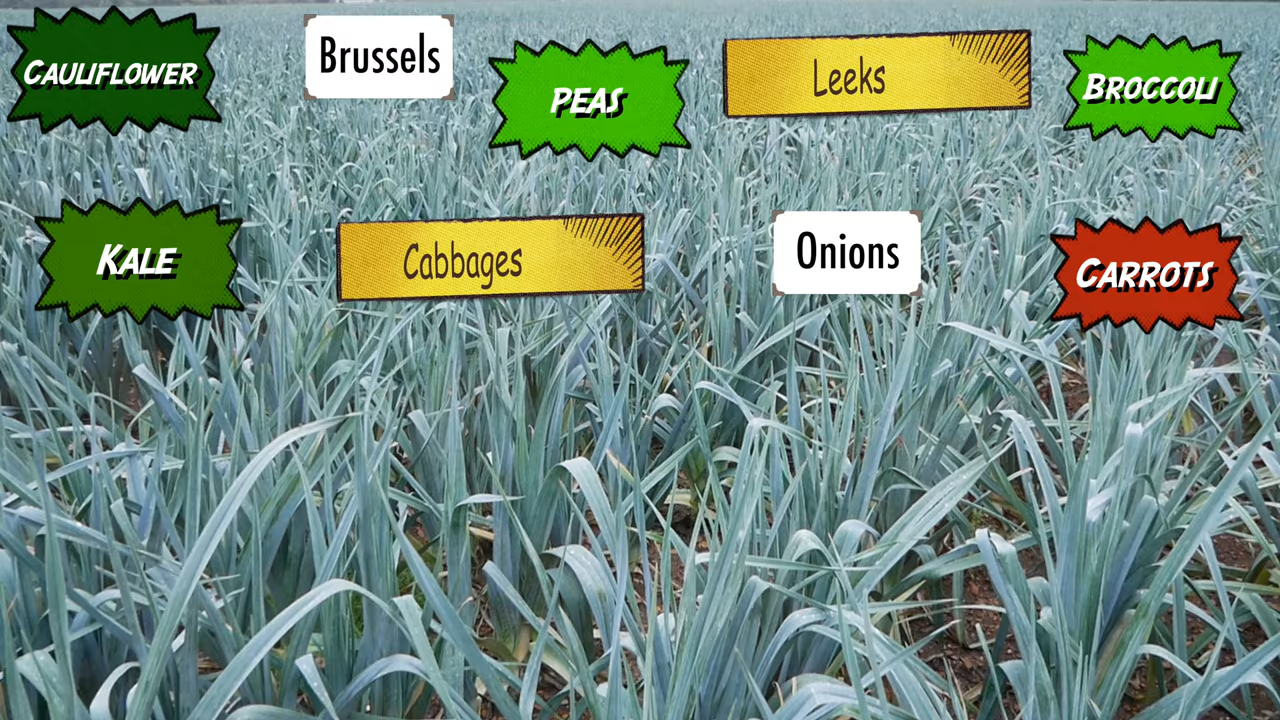 Cauliflower
Brussels
Peas
Leeks
Broccoli
Kale
Cabbages
Onions
Carrots